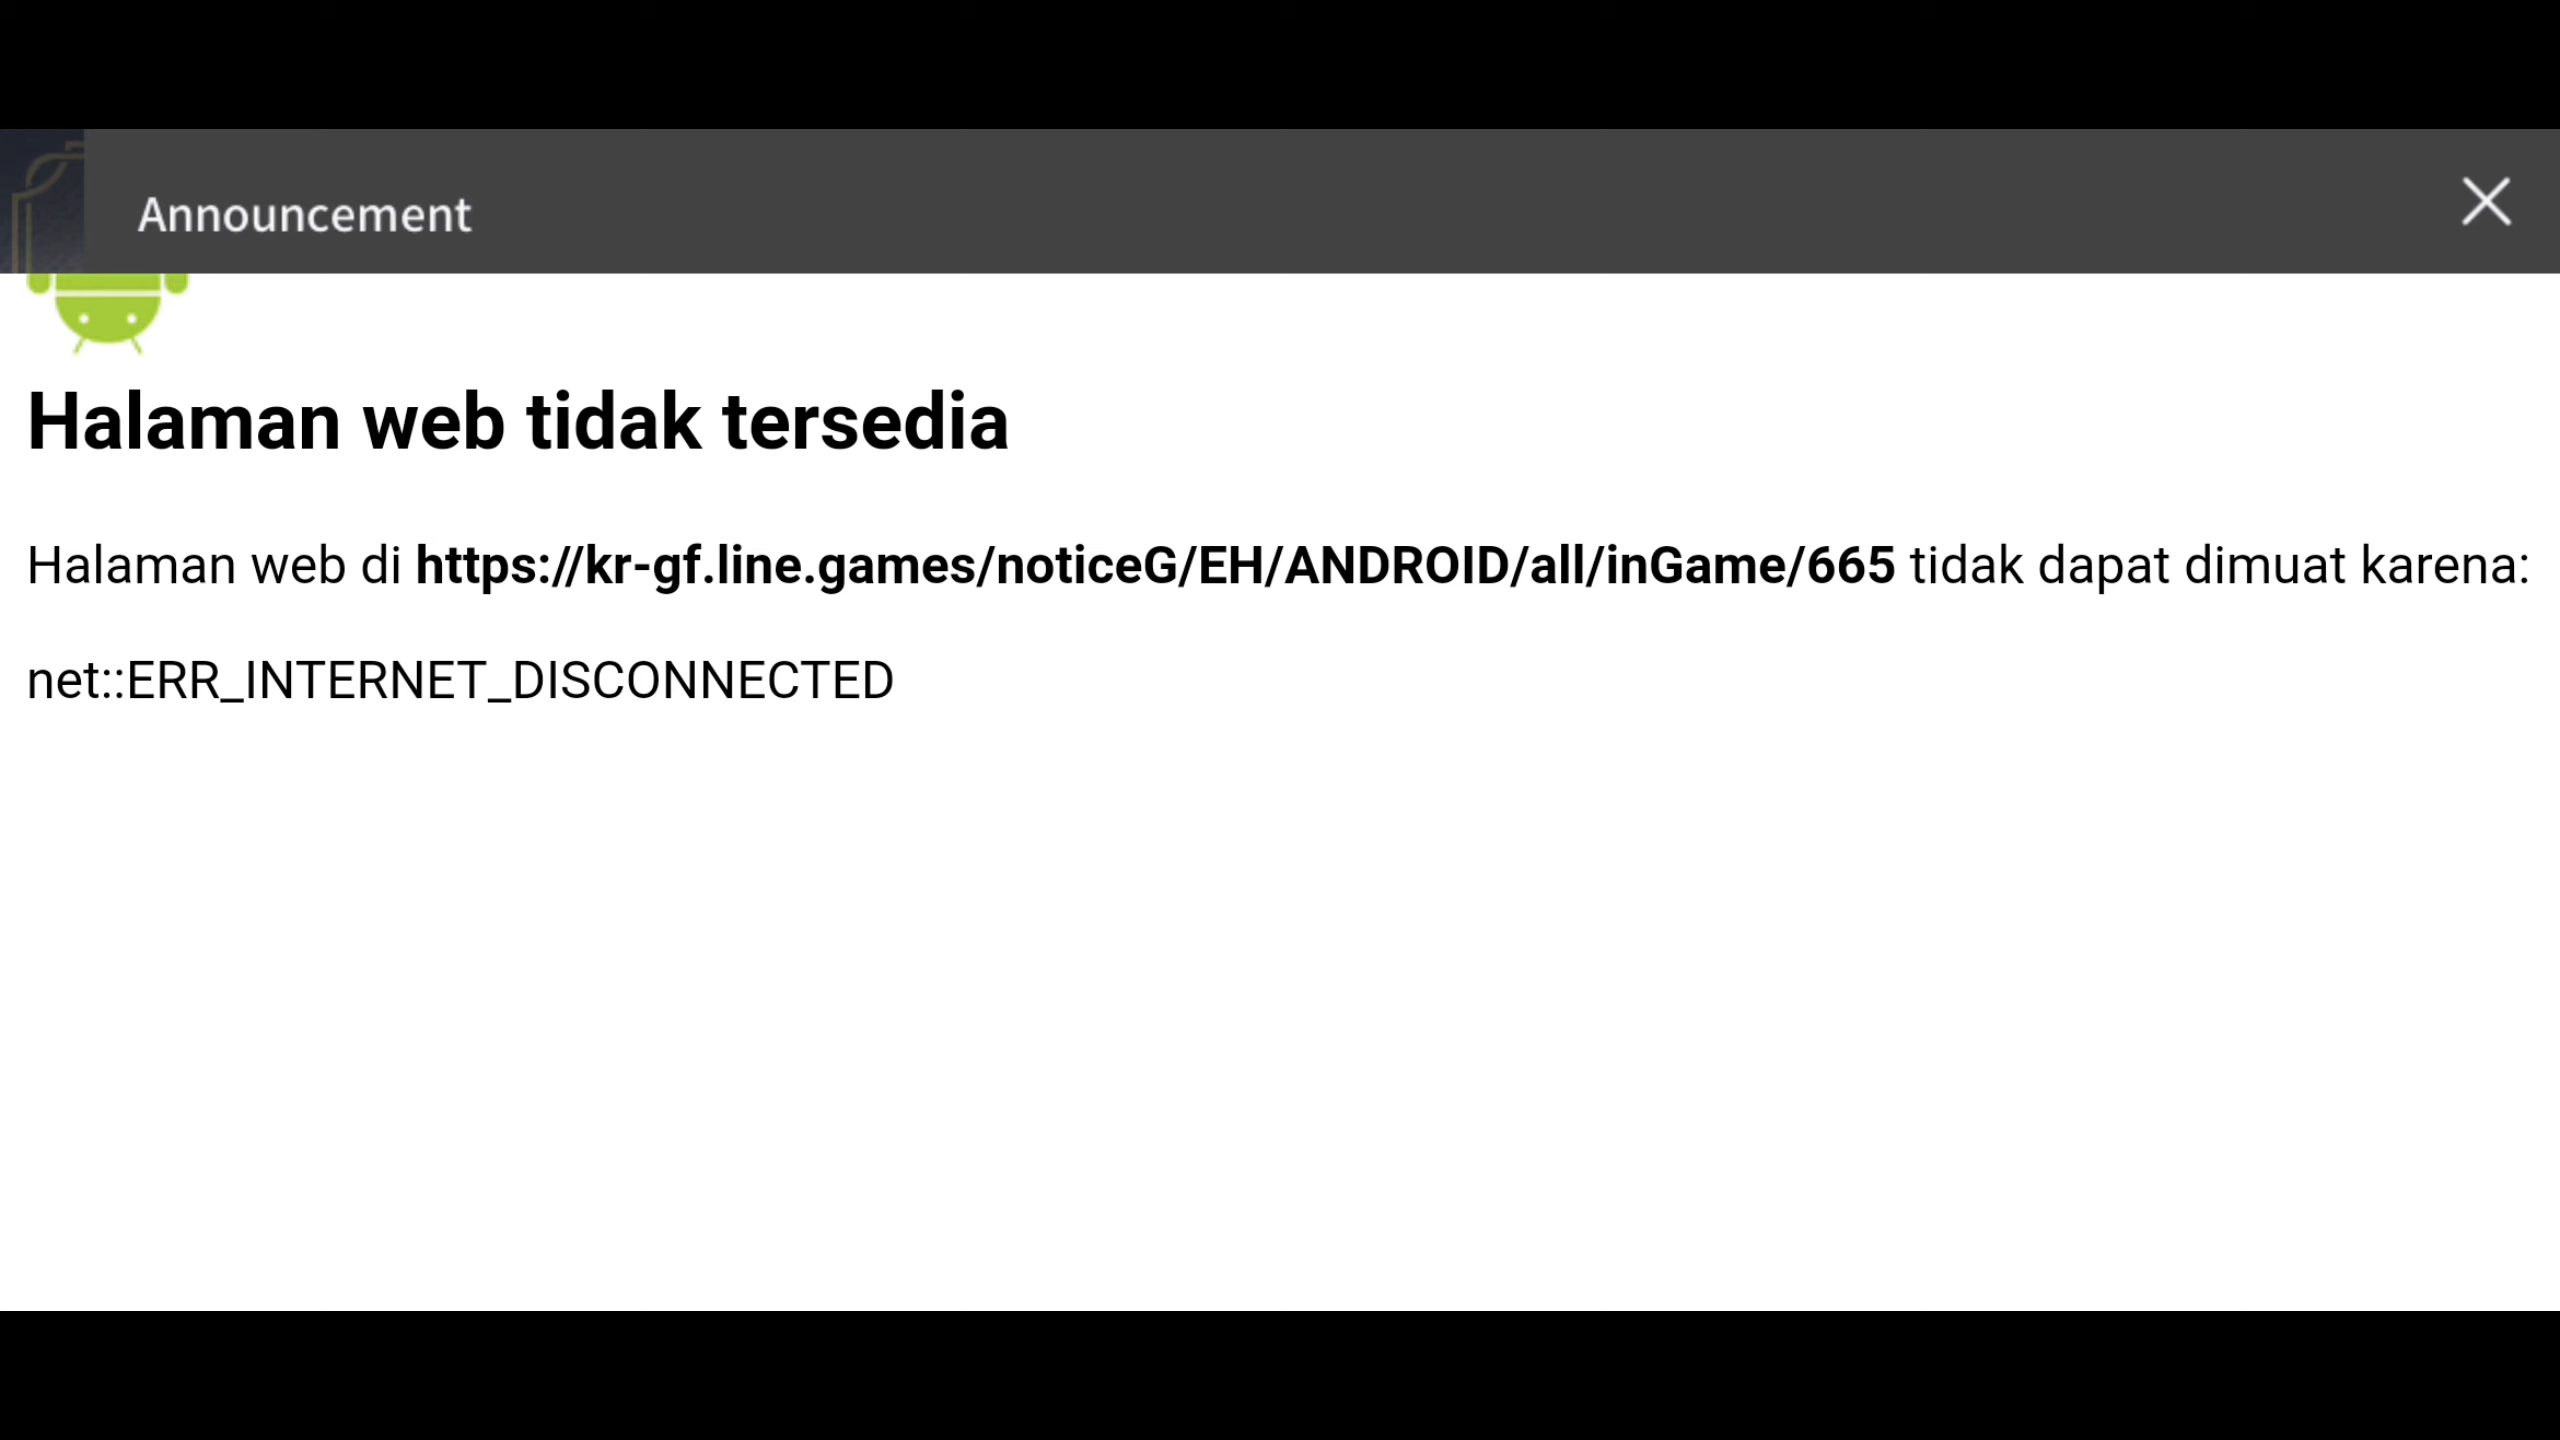 Announcement
Halaman web tidak tersedia
Halaman web di https://kr-gf.line.games/noticeG/EH/ANDROID/all/inGame/665 tidak dapat dimuat karena:
net::ERR_INTERNET_DISCONNECTED